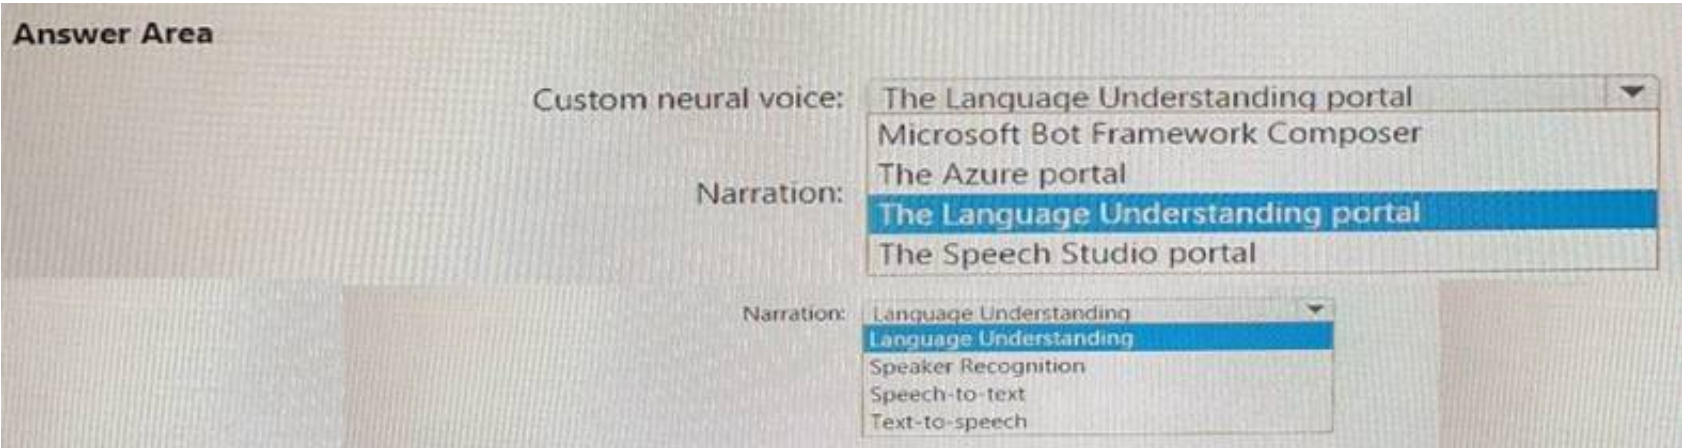 Answer Area
Custom neural voice: The Language Understanding portal
Microsoft Bot Framework Composer
The Azure portal
Narration:
The Language Understanding portal
The Speech Studio portal
Narration: Language Understanding
Language Understanding
Speaker Recognition
Speech-to-text
Text-to-speech